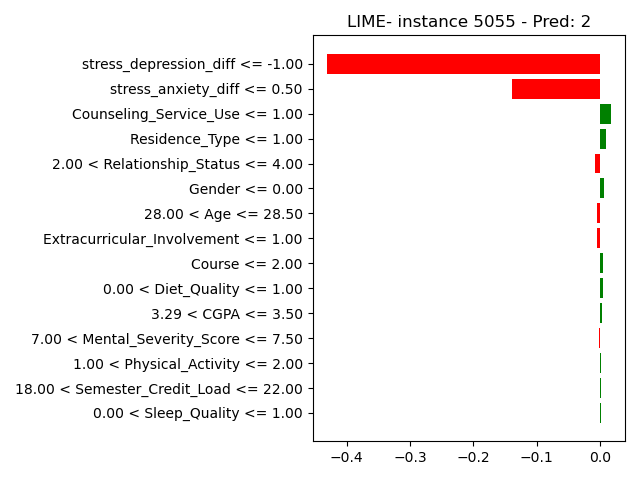 LIME- instance 5055 - Pred: 2
stress_depression_diff <= -1.00
stress_anxiety_diff <= 0.50
Counseling_Service_Use <= 1.00
Residence_Type <= 1.00
2.00 < Relationship_Status <= 4.00
Gender <= 0.00
28.00 < Age <= 28.50
Extracurricular_Involvement <= 1.00
Course <= 2.00
0.00 < Diet_Quality <= 1.00
3.29 < CGPA <= 3.50
7.00 < Mental_Severity_Score <= 7.50
1.00 < Physical_Activity <= 2.00
18.00 < Semester_Credit_Load <= 22.00
0.00 < Sleep_Quality <= 1.00
−0.4 −0.3 −0.2 −0.1 0.0